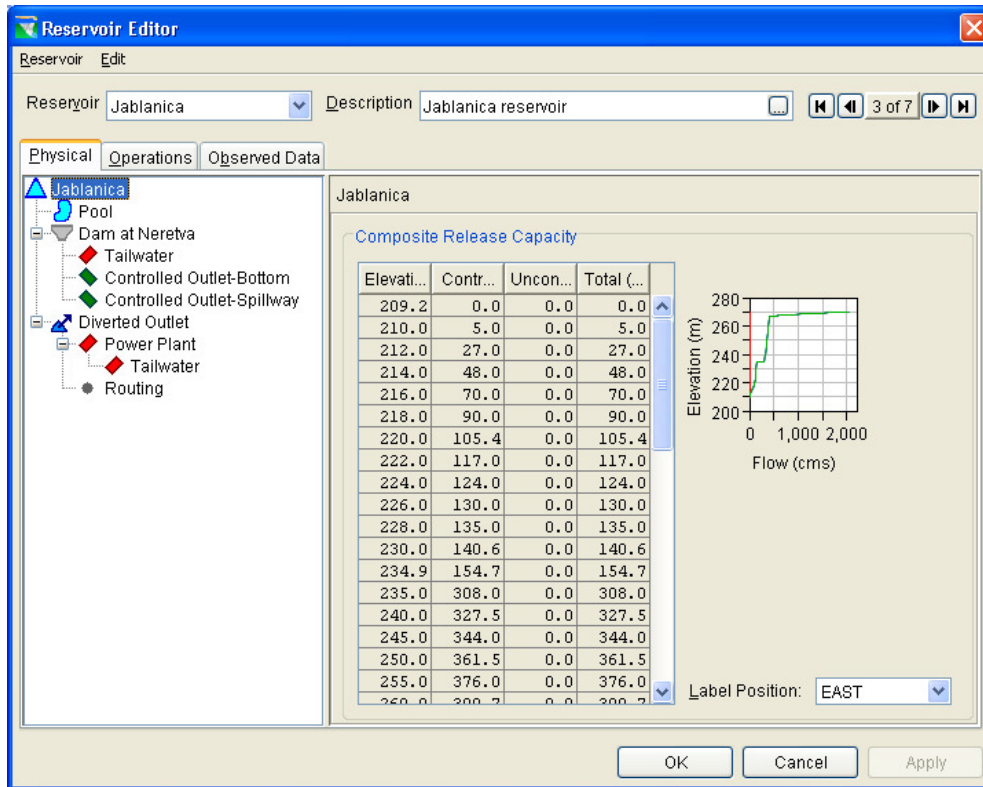 Reservoir Editor
Reservoir Edit
Reservoir Jablanica Description Jablanica reservoir ... 3 of 7
Physical Operations Observed Data
Jablanica
Pool
Dam at Neretva
Tailwater
Controlled Outlet-Bottom
Controlled Outlet-Spillway
Diverted Outlet
Power Plant
Tailwater
Routing
Jablanica
Composite Release Capacity
Elevati... Contr... Uncon... Total (...
209.2 0.0 0.0 0.0
210.0 5.0 0.0 5.0
212.0 27.0 0.0 27.0
214.0 48.0 0.0 48.0
216.0 70.0 0.0 70.0
218.0 90.0 0.0 90.0
220.0 105.4 0.0 105.4
222.0 117.0 0.0 117.0
224.0 124.0 0.0 124.0
226.0 130.0 0.0 130.0
228.0 135.0 0.0 135.0
230.0 140.6 0.0 140.6
234.9 154.7 0.0 154.7
235.0 308.0 0.0 308.0
240.0 327.5 0.0 327.5
245.0 344.0 0.0 344.0
250.0 361.5 0.0 361.5
255.0 376.0 0.0 376.0
280
260
240
220
200
Elevation (m)
0 1,000 2,000
Flow (cms)
Label Position: EAST
OK Cancel Apply